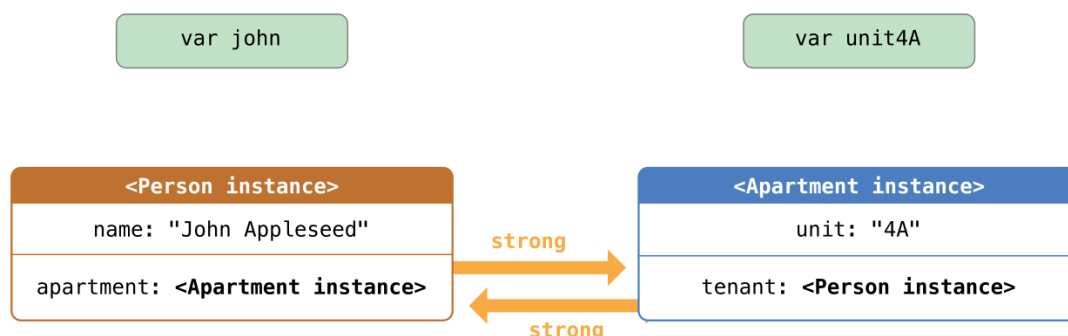 var john
var unit4A
<Person instance>
name: "John Appleseed"
apartment: <Apartment instance>
strong
strong
<Apartment instance>
unit: "4A"
tenant: <Person instance>